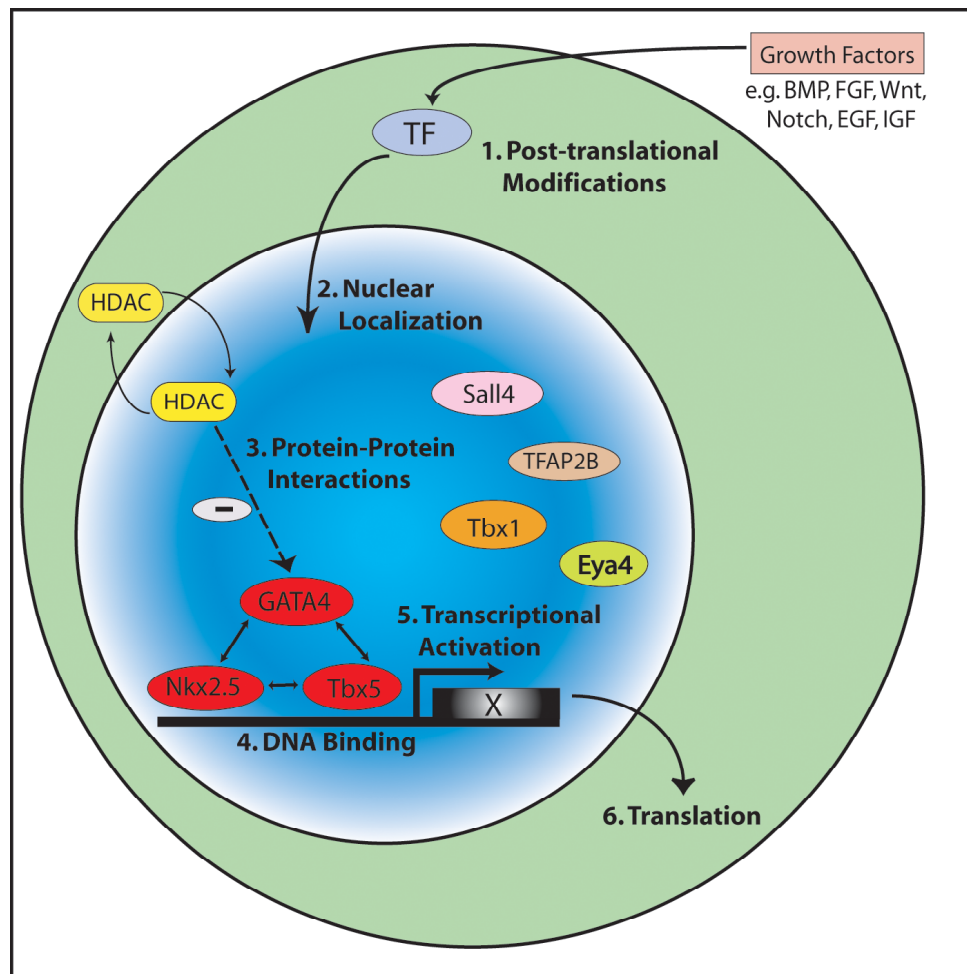 Growth Factors
e.g. BMP, FGF, Wnt,
Notch, EGF, IGF
TF
1. Post-translational
Modifications
2. Nuclear
Localization
HDAC
HDAC
Sall4
3. Protein-Protein
Interactions
TFAP2B
-
Tbx1
Eya4
GATA4
5. Transcriptional
Activation
Nkx2.5
Tbx5
X
4. DNA Binding
6. Translation